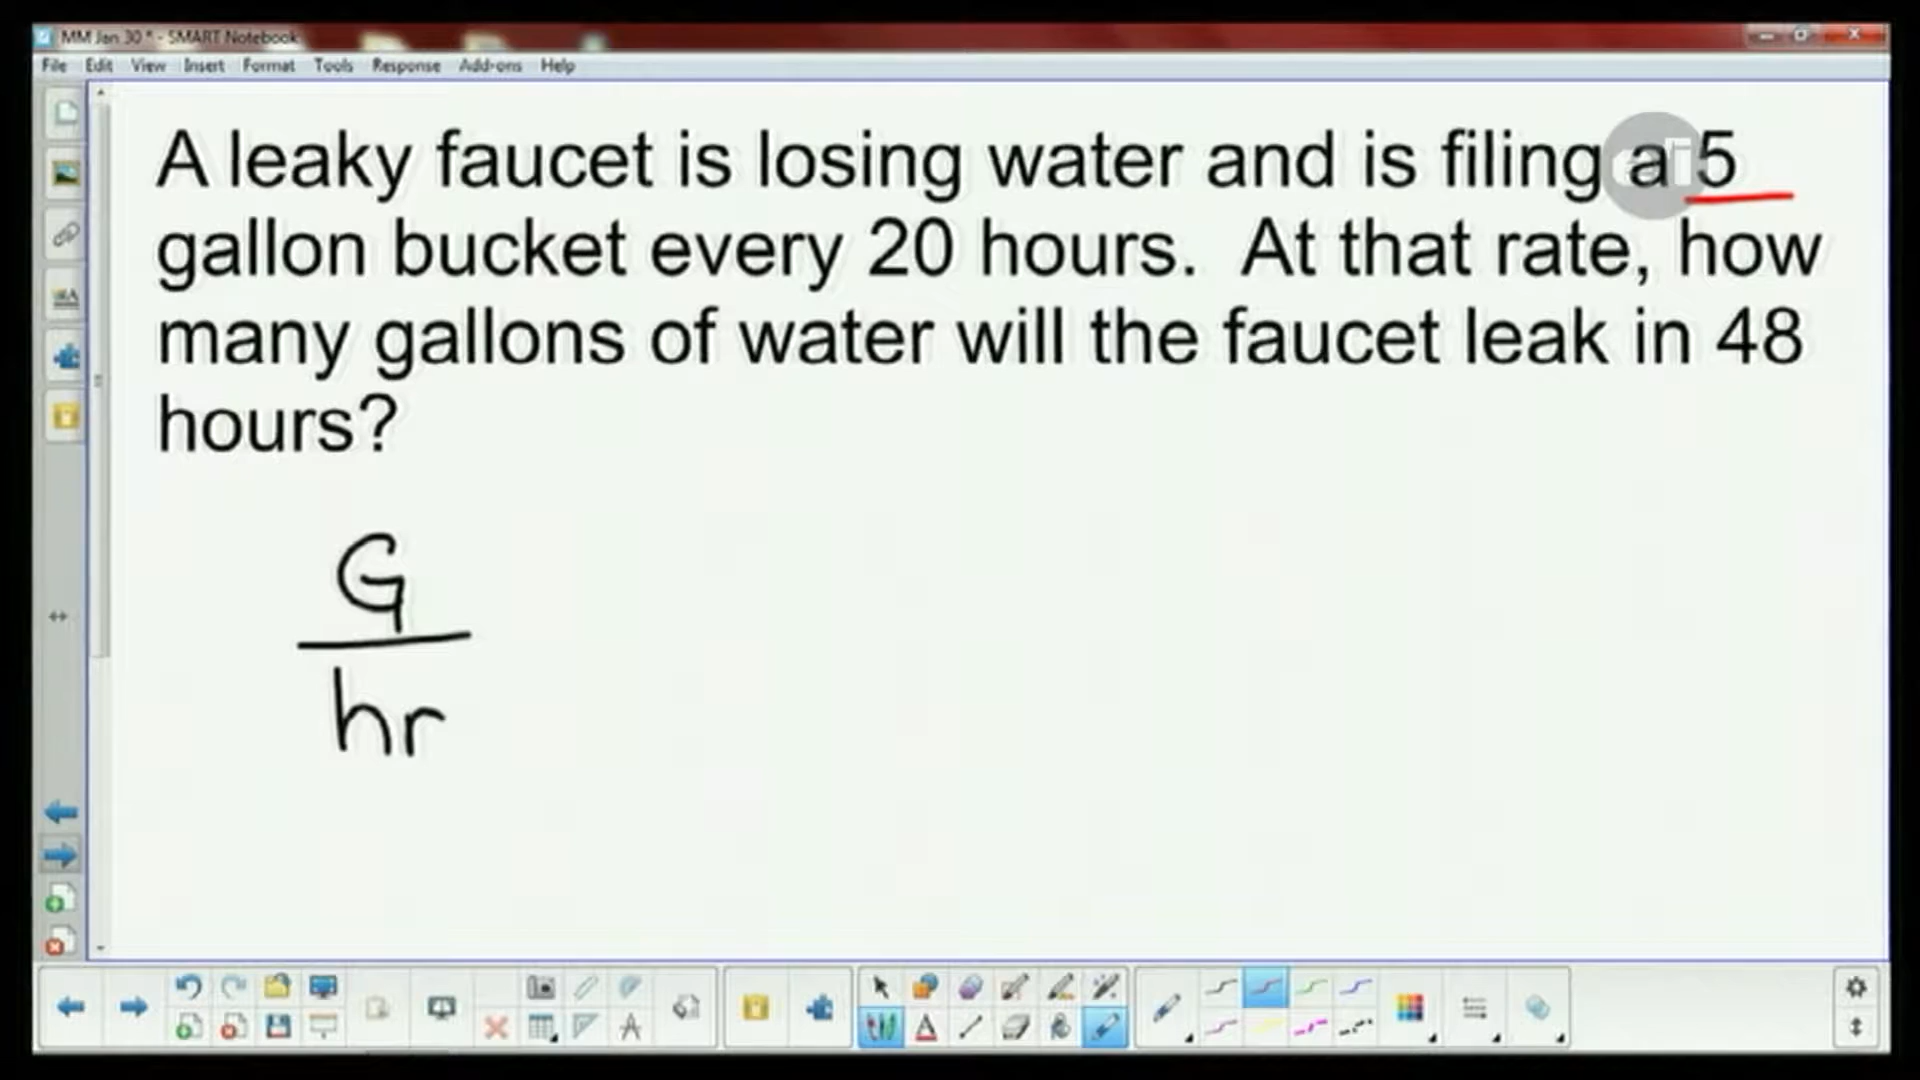 MM Jan 30 * - SMART Notebook
File Edit View Insert Format Tools Response Add-ons Help
A leaky faucet is losing water and is filing a 5
gallon bucket every 20 hours. At that rate, how
many gallons of water will the faucet leak in 48
hours?
G
hr